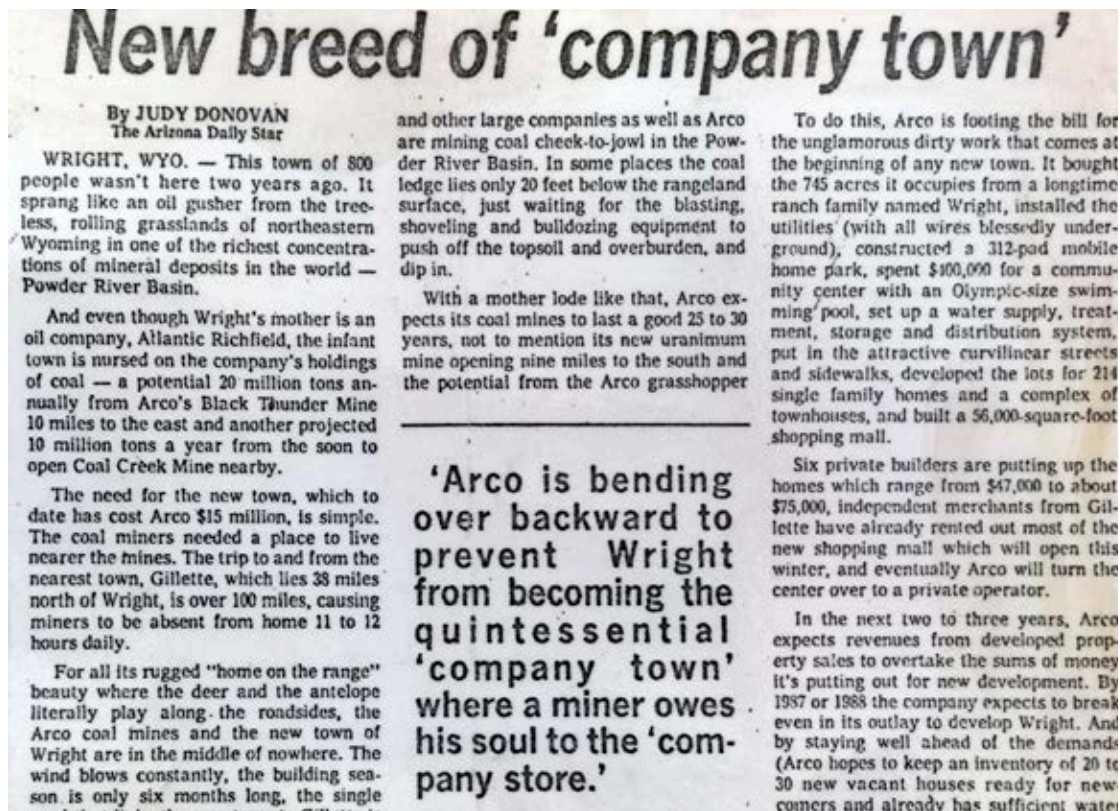 New breed of ‘company town’
By JUDY DONOVAN
The Arizona Daily Star
WRIGHT, WYO. — This town of 800
people wasn't here two years ago. It
sprang like an oil gusher from the tree-
less, rolling grasslands of northeastern
Wyoming in one of the richest concentra-
tions of mineral deposits in the world —
Powder River Basin.
And even though Wright's mother is an
oil company, Atlantic Richfield, the infant
town is nursed on the company's holdings
of coal — a potential 20 million tons an-
nually from Arco's Black Thunder Mine
10 miles to the east and another projected
10 million tons a year from the soon to
open Coal Creek Mine nearby.
The need for the new town, which to
date has cost Arco $15 million, is simple.
The coal miners needed a place to live
nearer the mines. The trip to and from the
nearest town, Gillette, which lies 38 miles
north of Wright, is over 100 miles, causing
miners to be absent from home 11 to 12
hours daily.
For all its rugged "home on the range"
beauty where the deer and the antelope
literally play along the roadsides, the
Arco coal mines and the new town of
Wright are in the middle of nowhere. The
wind blows constantly, the building sea-
son is only six months long, the single
and other large companies as well as Arco
are mining coal cheek-to-jowl in the Pow-
der River Basin. In some places the coal
ledge lies only 20 feet below the rangeland
surface, just waiting for the blasting,
shoveling and bulldozing equipment to
push off the topsoil and overburden, and
dip in.
With a mother lode like that, Arco ex-
pects its coal mines to last a good 25 to 30
years, not to mention its new uranimum
mine opening nine miles to the south and
the potential from the Arco grasshopper
‘Arco is bending
over backward to
prevent Wright
from becoming the
quintessential
‘company town’
where a miner owes
his soul to the ‘com-
pany store.’
To do this, Arco is footing the bill for
the unglamorous dirty work that comes at
the beginning of any new town. It bought
the 745 acres it occupies from a longtime
ranch family named Wright, installed the
utilities (with all wires blessedly under-
ground), constructed a 312-pad mobile
home park, spent $400,000 for a commu-
nity center with an Olympic-size swim-
ming pool, set up a water supply, treat-
ment, storage and distribution system,
put in the attractive curvilinear streets
and sidewalks, developed the lots for 214
single family homes and a complex of
townhouses, and built a 56,000-square-foot
shopping mall.
Six private builders are putting up the
homes which range from $47,000 to about
$75,000, independent merchants from Gil-
lette have already rented out most of the
new shopping mall which will open this
winter, and eventually Arco will turn the
center over to a private operator.
In the next two to three years, Arco
expects revenues from developed prop-
erty sales to overtake the sums of money
it's putting out for new development. By
1987 or 1988 the company expects to break
even in its outlay to develop Wright. And
by staying well ahead of the demands
(Arco hopes to keep an inventory of 20 to
30 new vacant houses ready for new
comers and already has sufficient